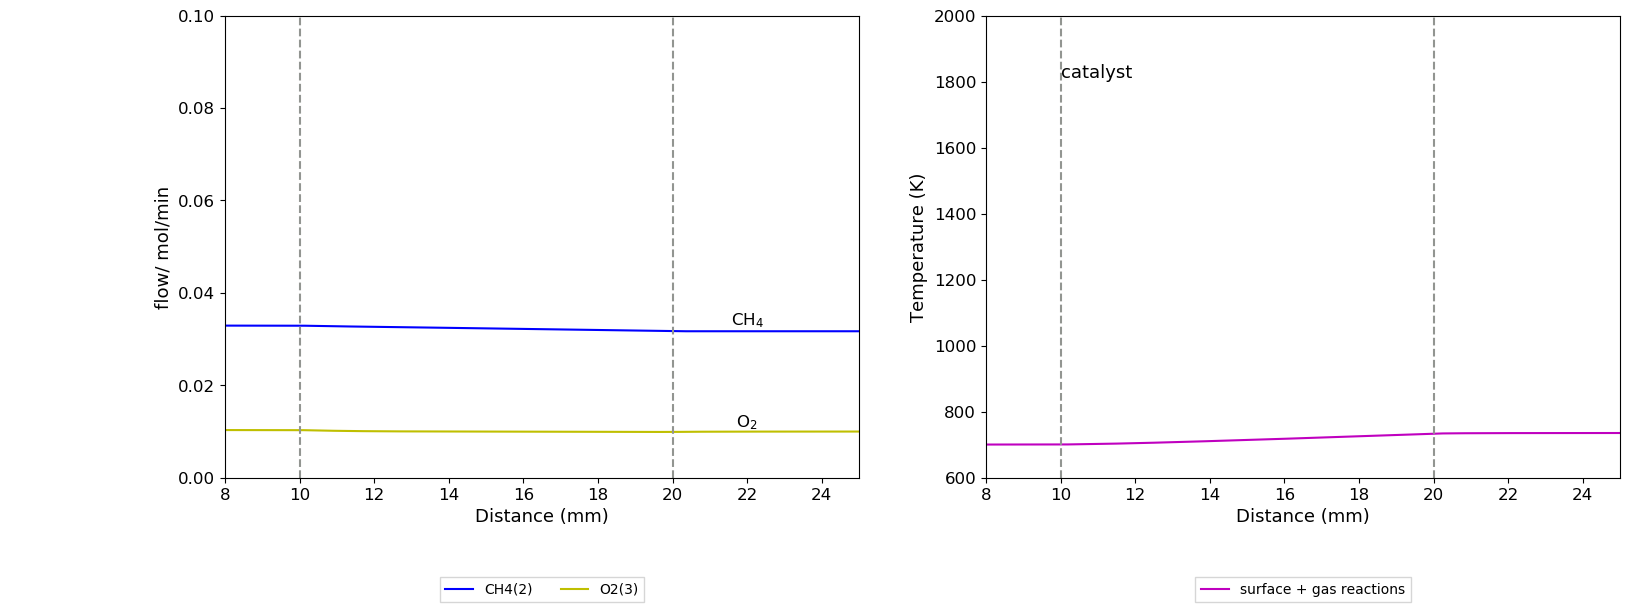 0.10
0.08
0.06
0.04
0.02
0.00
flow/ mol/min
CH₄
O₂
8 10 12 14 16 18 20 22 24
Distance (mm)
CH4(2) O2(3)
2000
1800
1600
1400
1200
1000
800
600
Temperature (K)
catalyst
8 10 12 14 16 18 20 22 24
Distance (mm)
surface + gas reactions